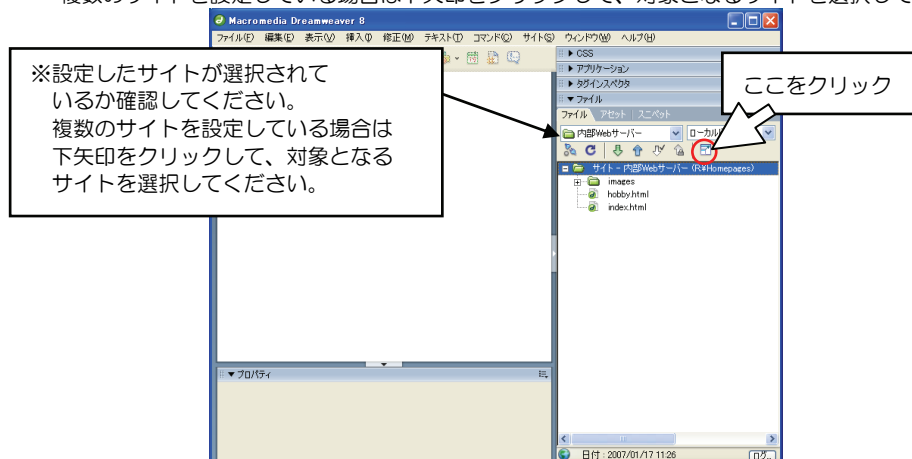 複数のサイトを設定している場合は下矢印をクリックして、対象となるサイトを選択して
Macromedia Dreamweaver 8
ファイル(F) 編集(E) 表示(V) 挿入(I) 修正(M) テキスト(T) コマンド(C) サイト(S) ウィンドウ(W) ヘルプ(H)
※設定したサイトが選択されて
いるか確認してください。
複数のサイトを設定している場合は
下矢印をクリックして、対象となる
サイトを選択してください。
CSS
アプリケーション
タグインスペクタ
ファイル
ここをクリック
ファイル アセット スニペット
内部Webサーバー
サイト - 内部Webサーバー (R¥Homepages)
images
hobby.html
index.html
プロパティ
日付 : 2007/01/17 11:26
ログ...